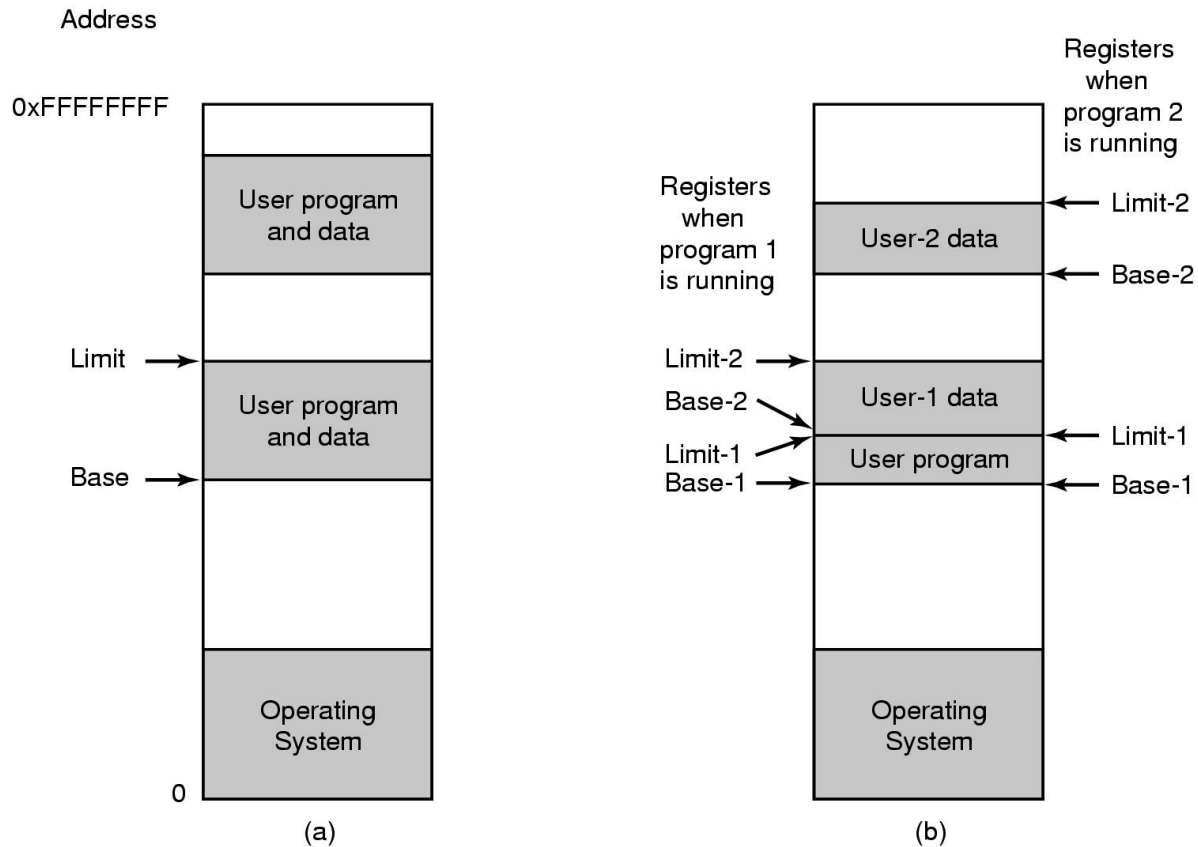 Address
0xFFFFFFFF
User program
and data
Limit
User program
and data
Base
Operating
System
0
(a)
Registers
when
program 1
is running
Limit-2
Base-2
Limit-1
Base-1
User-2 data
User-1 data
User program
Operating
System
(b)
Registers
when
program 2
is running
Limit-2
Base-2
Limit-1
Base-1